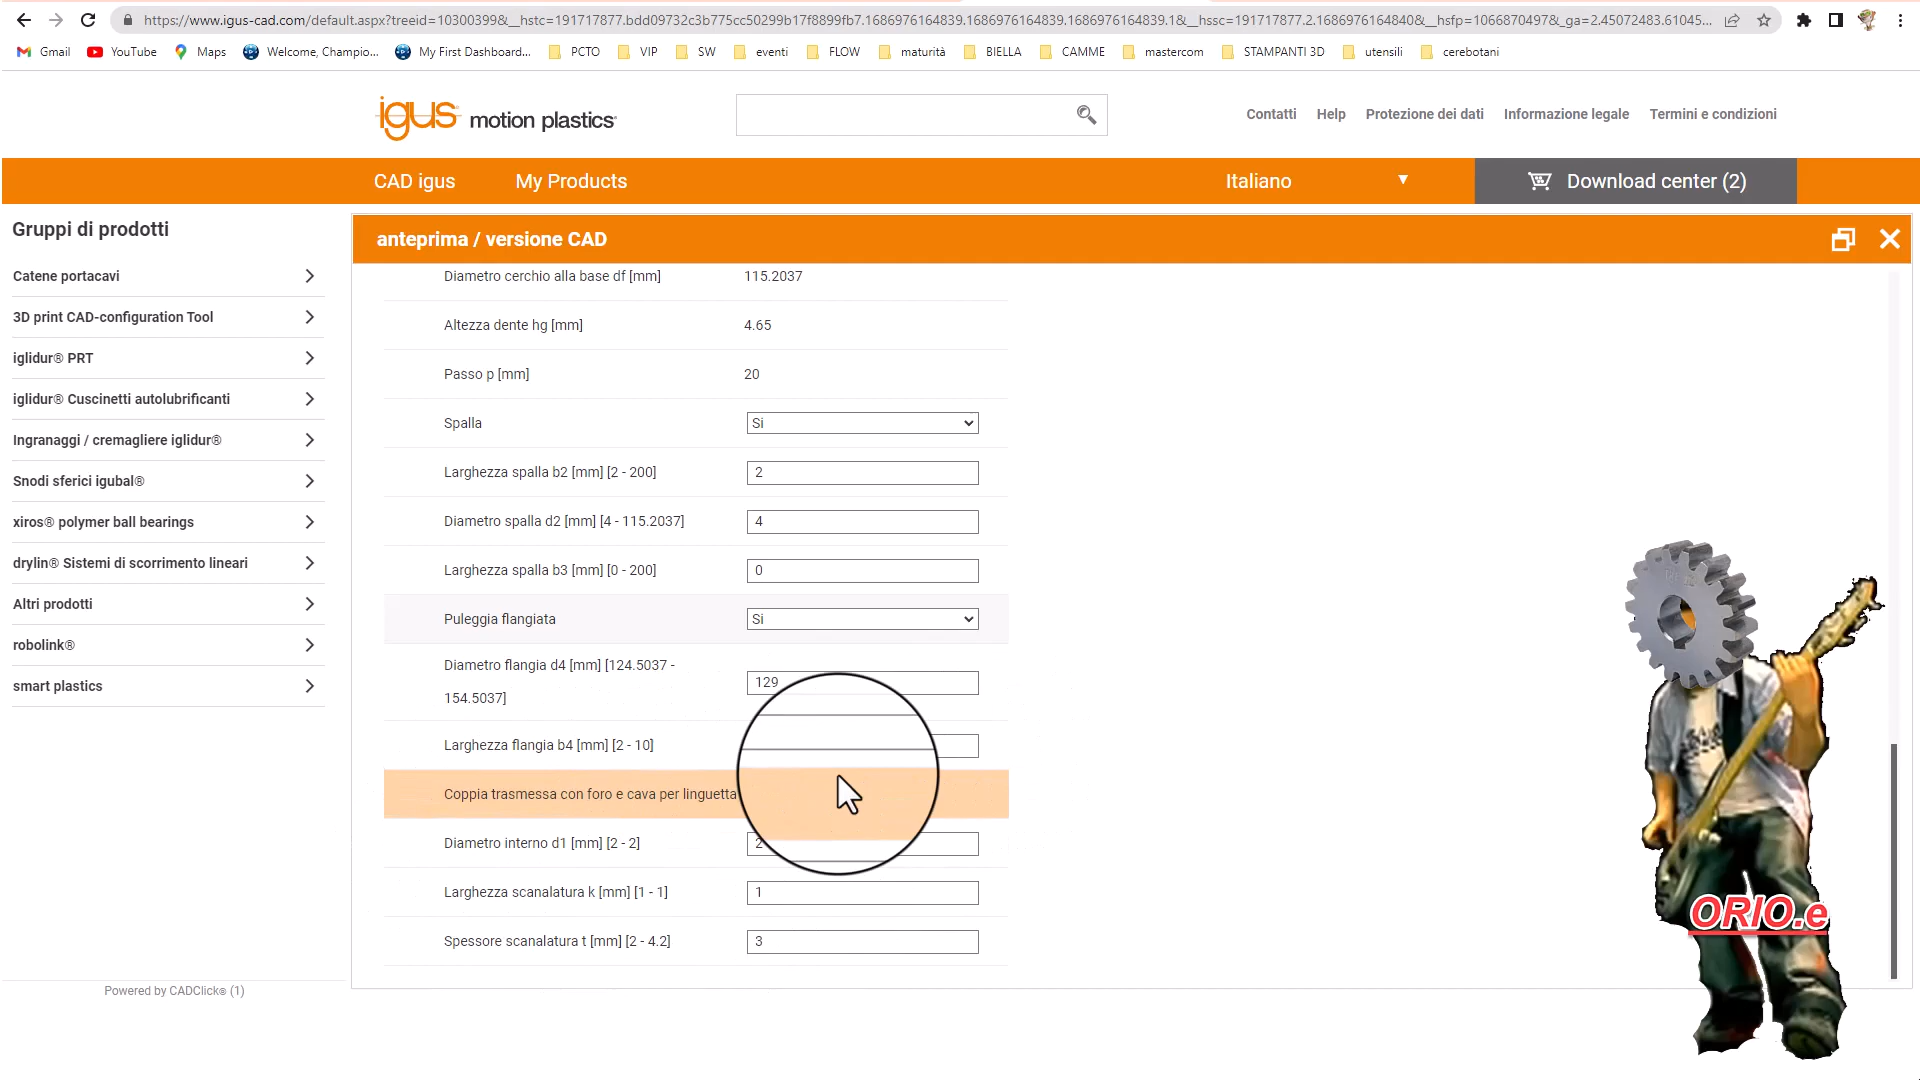 https://www.igus-cad.com/default.aspx?treeid=10300399&__hstc=191717877.bdd09732c3b775cc50299b17f8899fb7.1686976164839.1686976164839.1686976164839.1&__hssc=191717877.2.1686976164840&__hsfp=1066870497&_ga=2.45072483.61045...
Gmail YouTube Maps Welcome, Champio... My First Dashboard... PCTO VIP SW eventi FLOW maturità BIELLA CAMME mastercom STAMPANTI 3D utensili cerebotani
igus motion plastics
Contatti Help Protezione dei dati Informazione legale Termini e condizioni
CAD igus My Products Italiano Download center (2)
Gruppi di prodotti
Catene portacavi
3D print CAD-configuration Tool
iglidur® PRT
iglidur® Cuscinetti autolubrificanti
Ingranaggi / cremagliere iglidur®
Snodi sferici igubal®
xiros® polymer ball bearings
drylin® Sistemi di scorrimento lineari
Altri prodotti
robolink®
smart plastics
Powered by CADClick® (1)
anteprima / versione CAD
Diametro cerchio alla base df [mm] 115.2037
Altezza dente hg [mm] 4.65
Passo p [mm] 20
Spalla Si
Larghezza spalla b2 [mm] [2 - 200] 2
Diametro spalla d2 [mm] [4 - 115.2037] 4
Larghezza spalla b3 [mm] [0 - 200] 0
Puleggia flangiata Si
Diametro flangia d4 [mm] [124.5037 - 129
154.5037]
Larghezza flangia b4 [mm] [2 - 10]
Coppia trasmessa con foro e cava per linguetta
Diametro interno d1 [mm] [2 - 2] 2
Larghezza scanalatura k [mm] [1 - 1] 1
Spessore scanalatura t [mm] [2 - 4.2] 3
ORIO.e